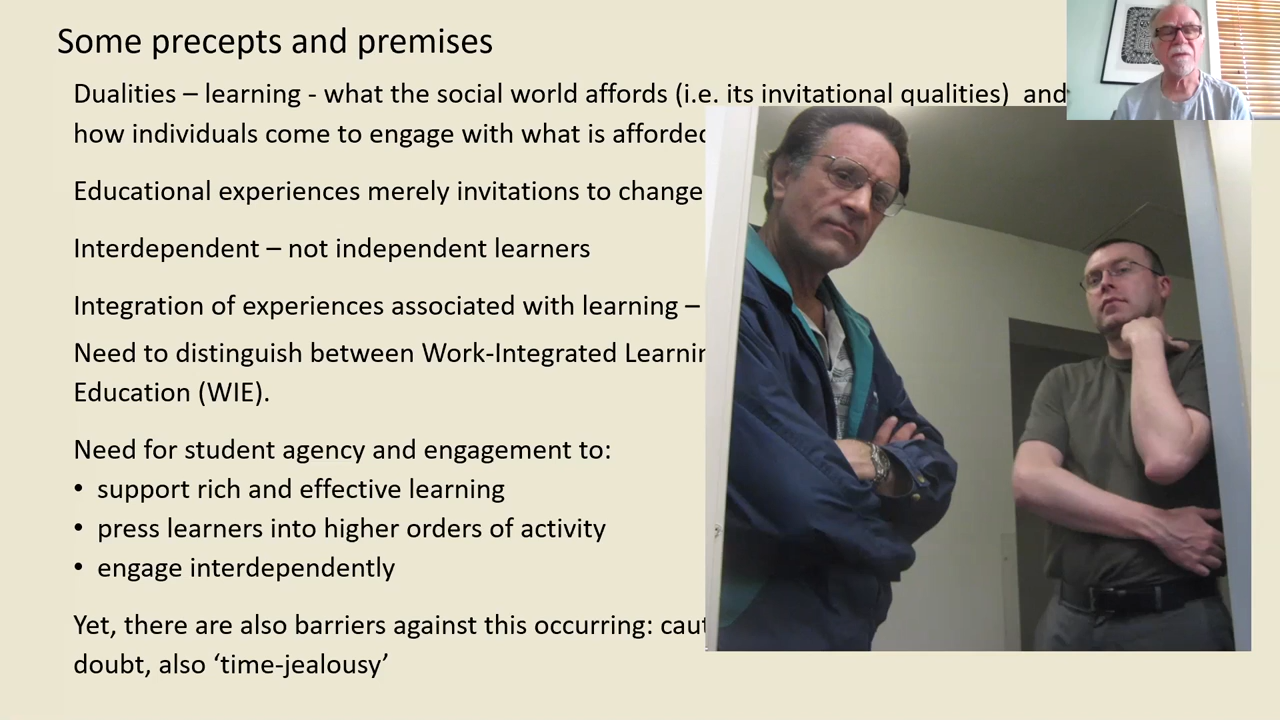 Some precepts and premises
Dualities – learning - what the social world affords (i.e. its invitational qualities) and
how individuals come to engage with what is afforded
Educational experiences merely invitations to change
Interdependent – not independent learners
Integration of experiences associated with learning –
Need to distinguish between Work-Integrated
Education (WIE).
Need for student agency and engagement to:
• support rich and effective learning
• press learners into higher orders of activity
• engage interdependently
Yet, there are also barriers against this occurring:
doubt, also ‘time-jealousy’